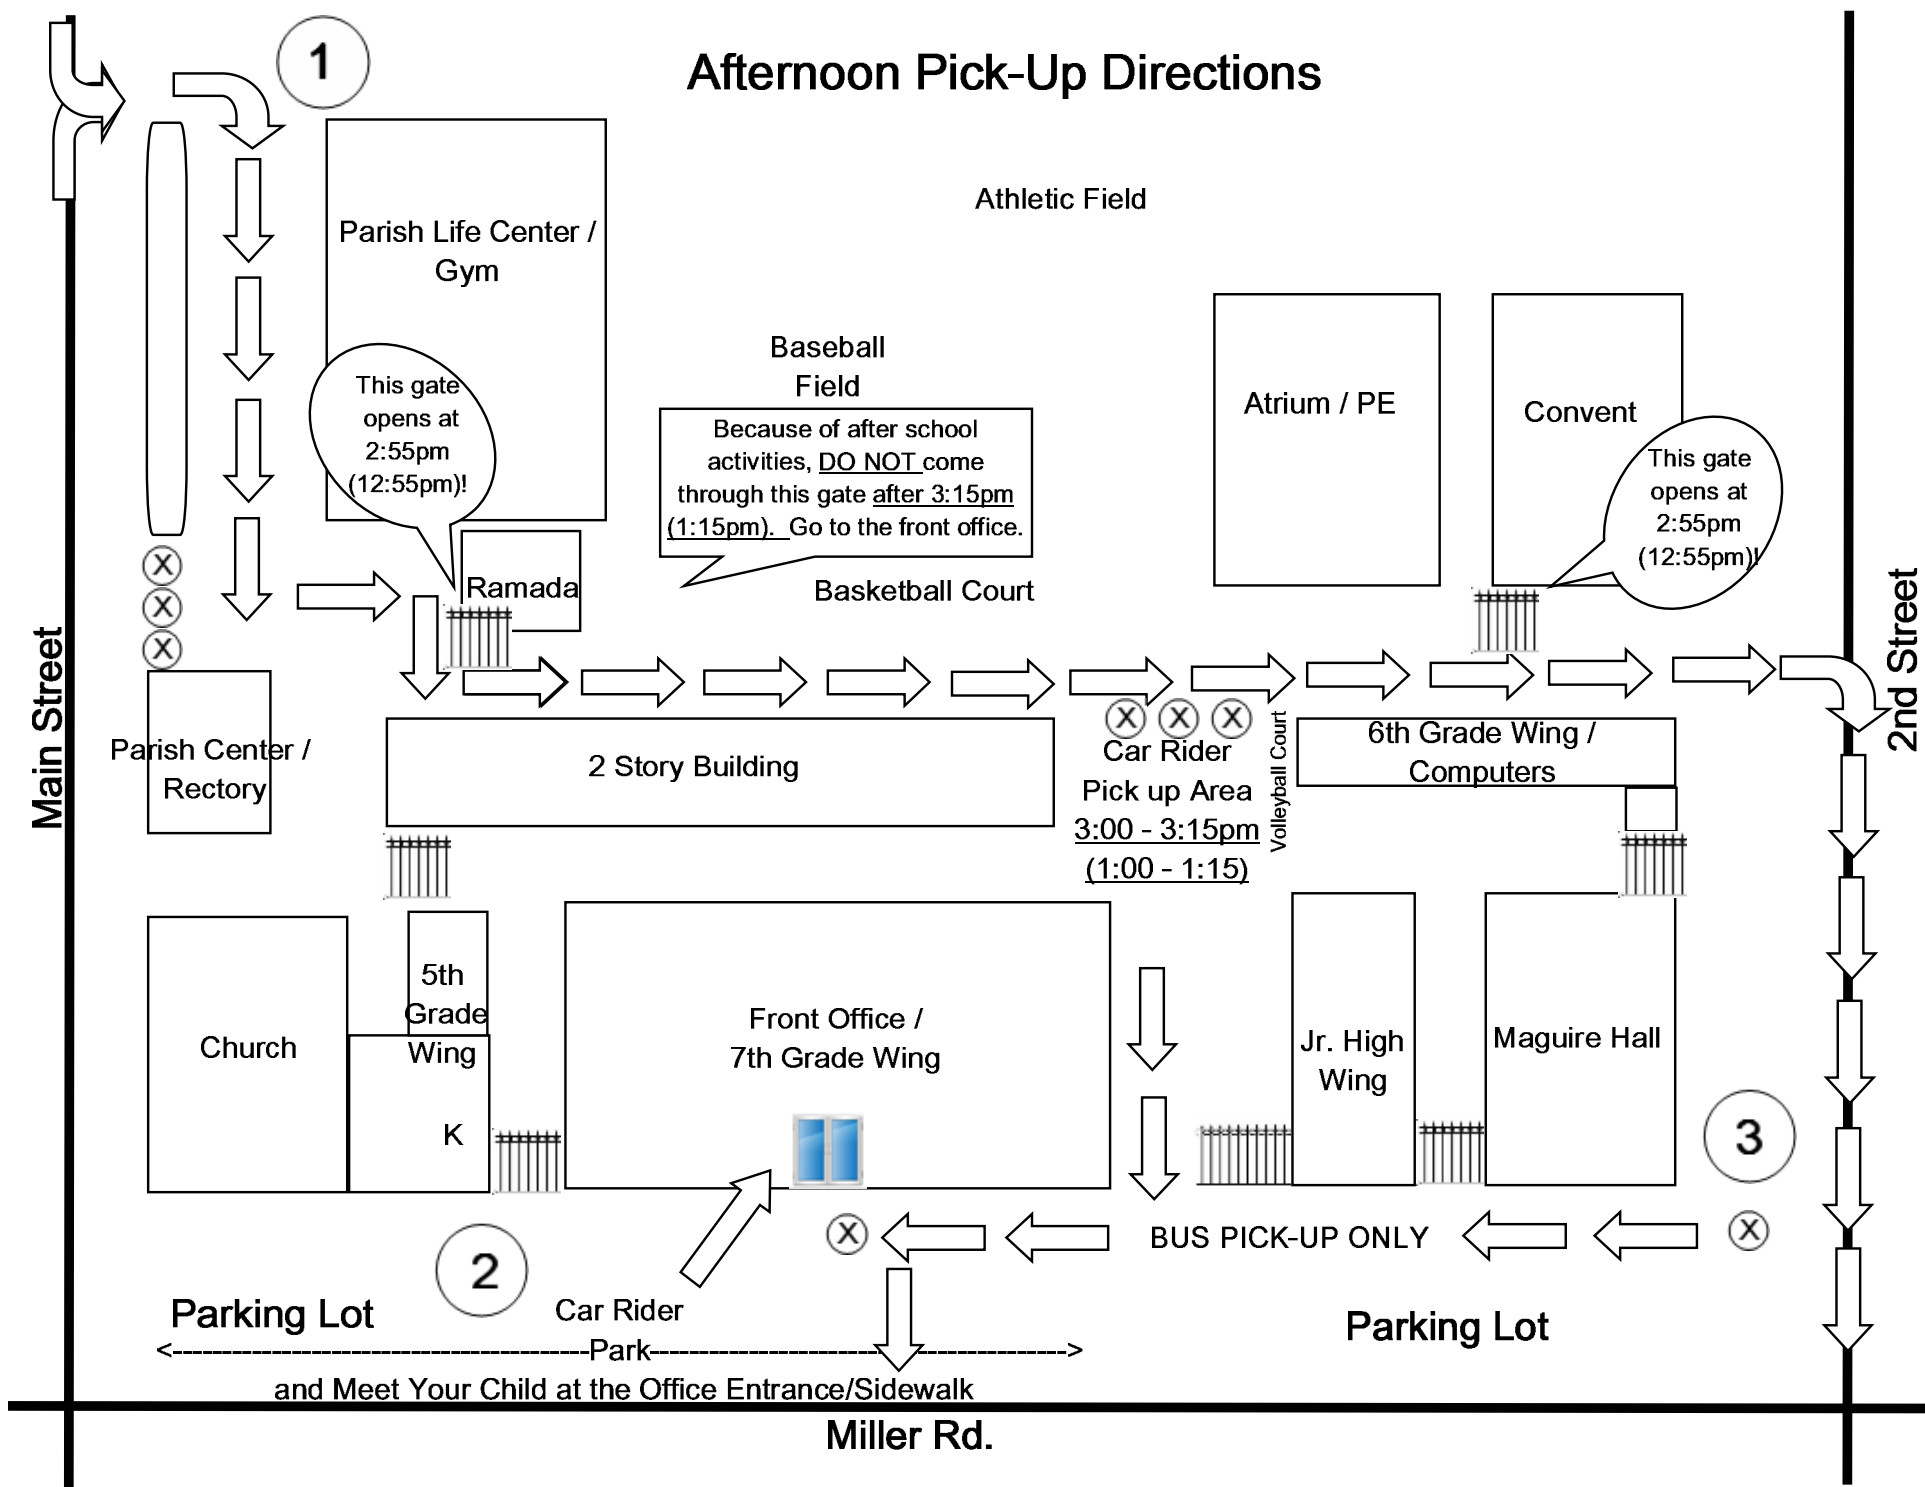 1
Afternoon Pick-Up Directions
Athletic Field
Parish Life Center /
Gym
Baseball
Field
This gate
opens at
2:55pm
(12:55pm)!
Because of after school
activities, DO NOT come
through this gate after 3:15pm
(1:15pm).  Go to the front office.
Atrium / PE
Convent
This gate
opens at
2:55pm
(12:55pm)!
X
X
X
Ramada
Basketball Court
Main Street
2nd Street
Parish Center /
Rectory
2 Story Building
X X X
Car Rider
Pick up Area
3:00 - 3:15pm
(1:00 - 1:15)
Volleyball Court
6th Grade Wing /
Computers
Church
5th
Grade
Wing
K
Front Office /
7th Grade Wing
Jr. High
Wing
Maguire Hall
3
2
X
BUS PICK-UP ONLY
X
Parking Lot
Car Rider
<------------------------------------------Park------------------------------------------>
and Meet Your Child at the Office Entrance/Sidewalk
Parking Lot
Miller Rd.